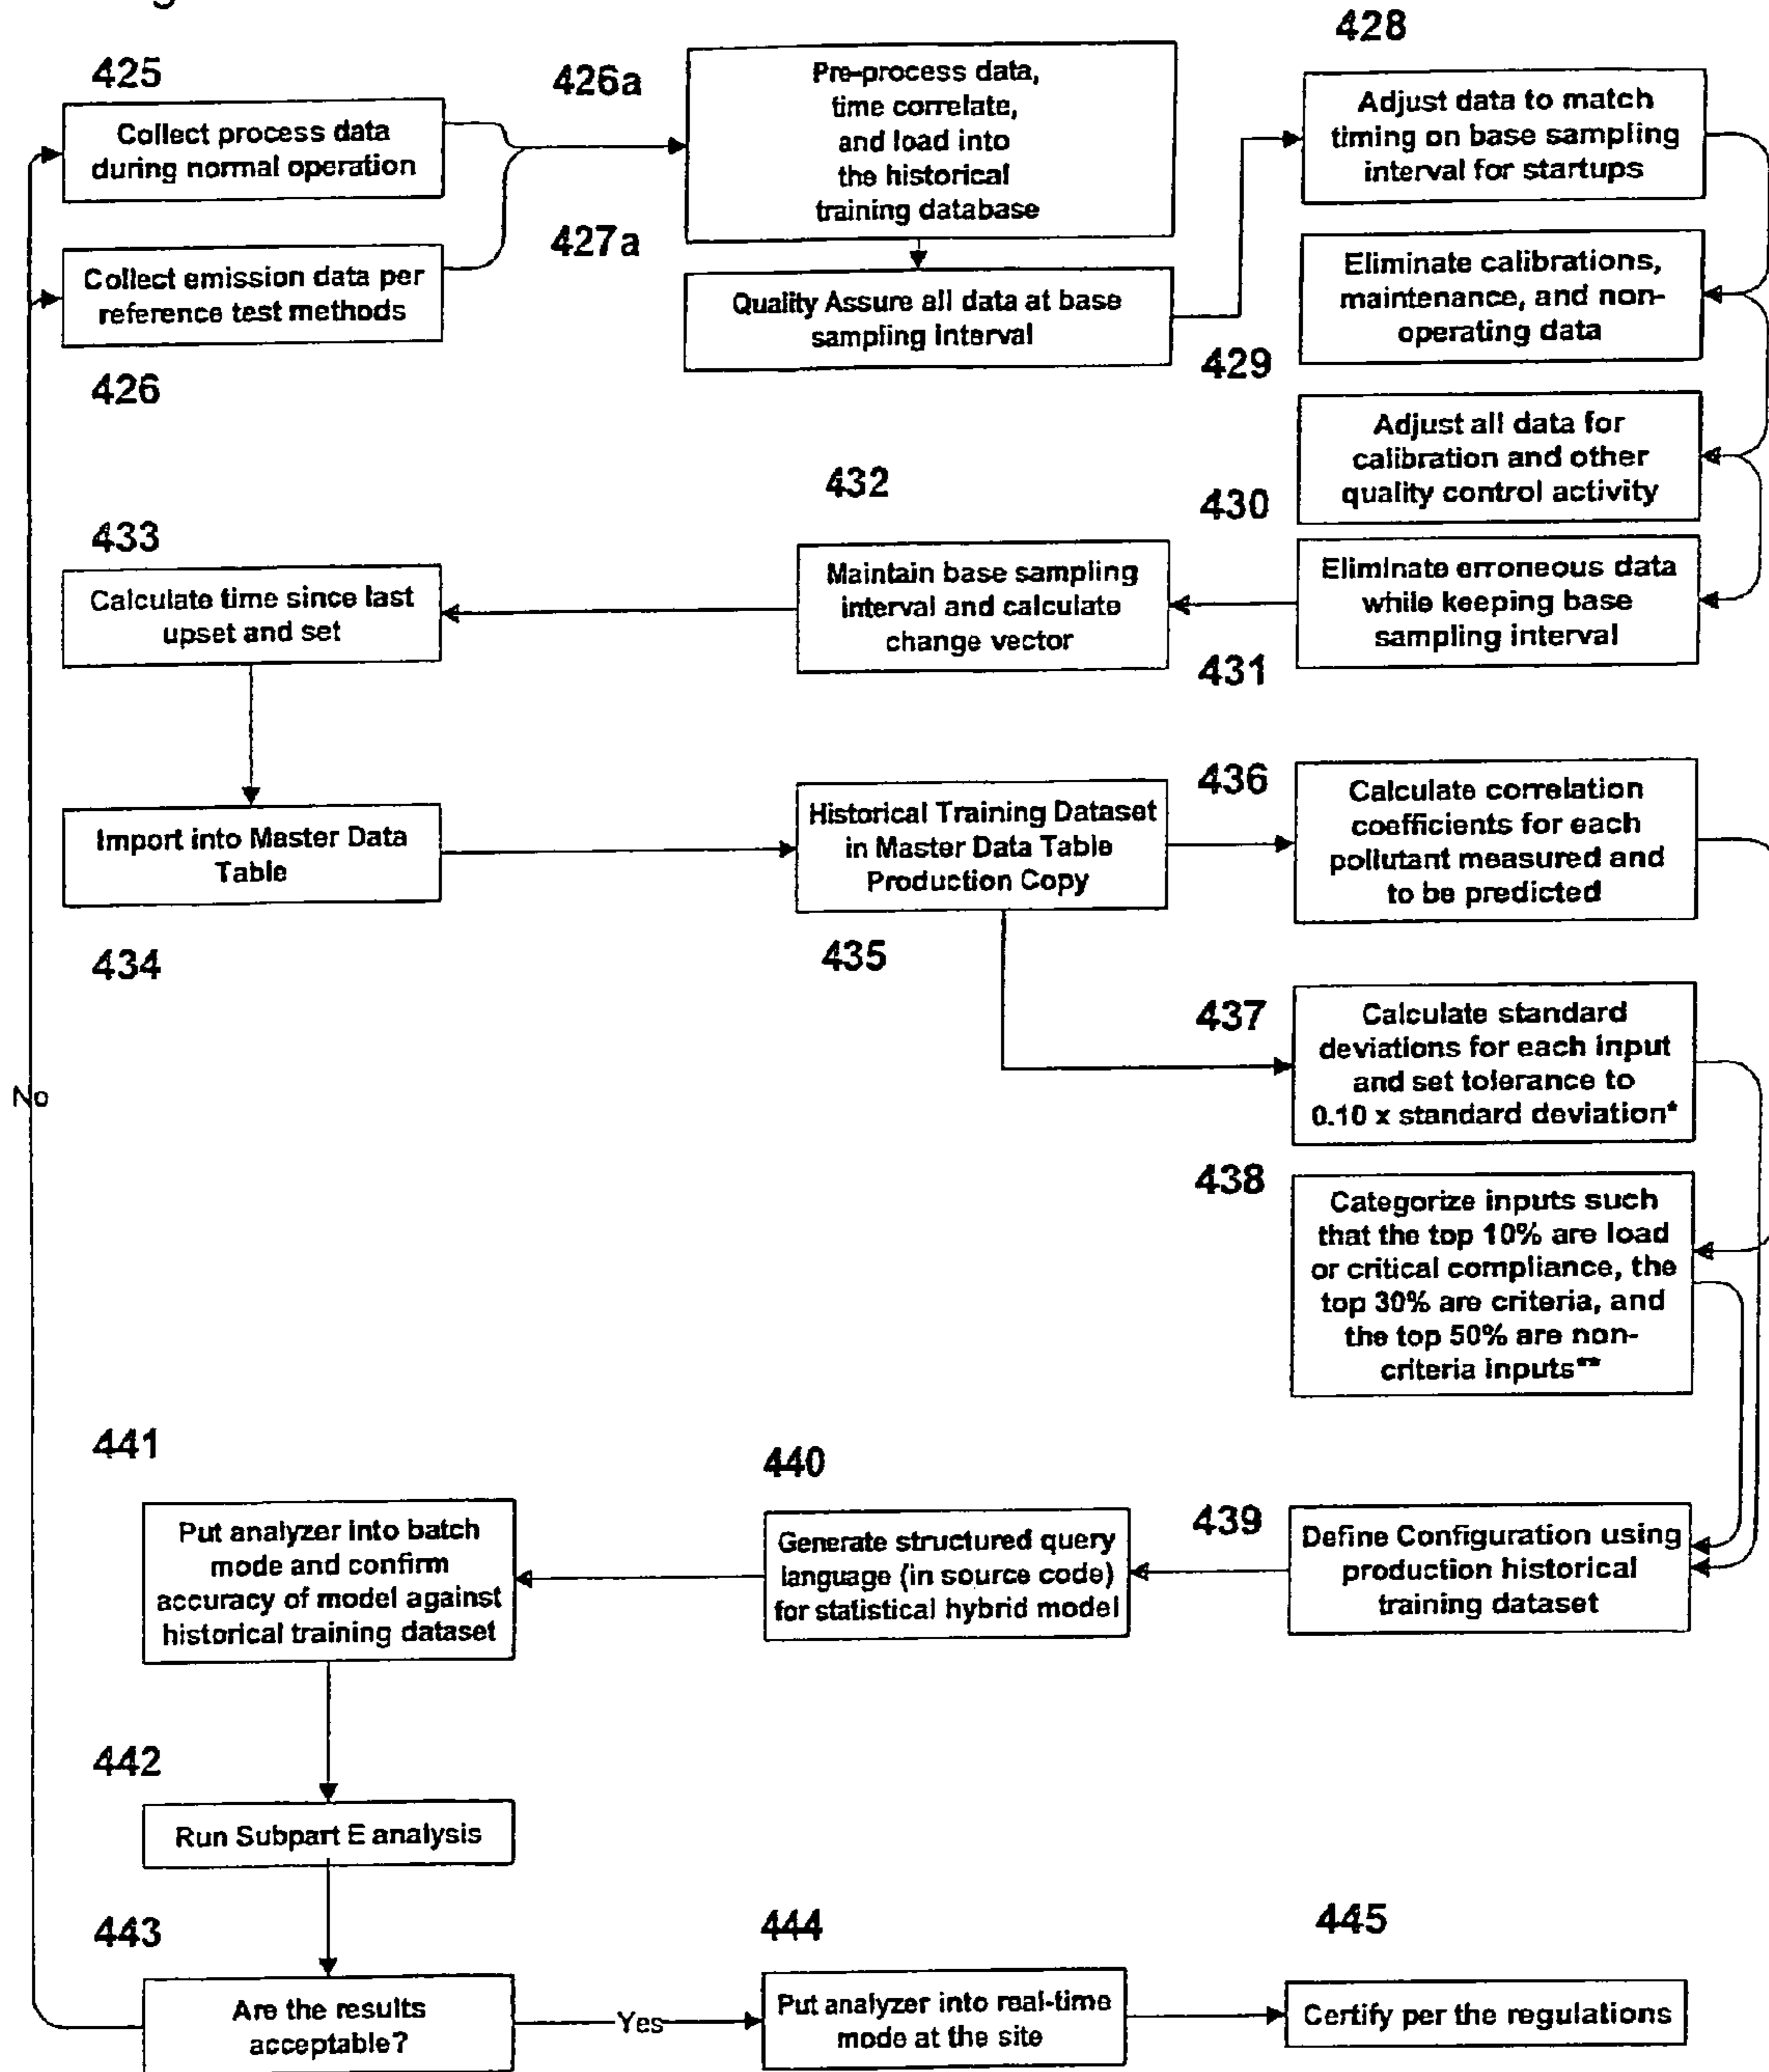 428
425
Collect process data
during normal operation
426a
Pre-process data,
time correlate,
and load into
the historical
training database
Adjust data to match
timing on base sampling
interval for startups
427a
Collect emission data per
reference test methods
426
Quality Assure all data at base
sampling interval
429
Eliminate calibrations,
maintenance, and non-
operating data
Adjust all data for
calibration and other
quality control activity
430
432
433
Calculate time since last
upset and set
Maintain base sampling
interval and calculate
change vector
Eliminate erroneous data
while keeping base
sampling interval
431
Import into Master Data
Table
434
Historical Training Dataset
in Master Data Table
Production Copy
435
436
Calculate correlation
coefficients for each
pollutant measured and
to be predicted
437
Calculate standard
deviations for each input
and set tolerance to
0.10 x standard deviation*
No
438
Categorize inputs such
that the top 10% are load
or critical compliance, the
top 30% are criteria, and
the top 50% are non-
criteria inputs**
441
Put analyzer into batch
mode and confirm
accuracy of model against
historical training dataset
440
Generate structured query
language (in source code)
for statistical hybrid model
439
Define Configuration using
production historical
training dataset
442
Run Subpart E analysis
443
Are the results
acceptable?
Yes
444
Put analyzer into real-time
mode at the site
445
Certify per the regulations